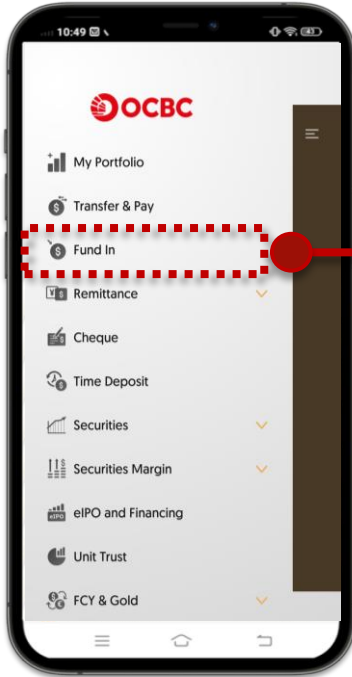 10:49
43
OCBC
My Portfolio
Transfer & Pay
Fund In
Remittance
Cheque
Time Deposit
Securities
Securities Margin
eIPO and Financing
Unit Trust
FCY & Gold